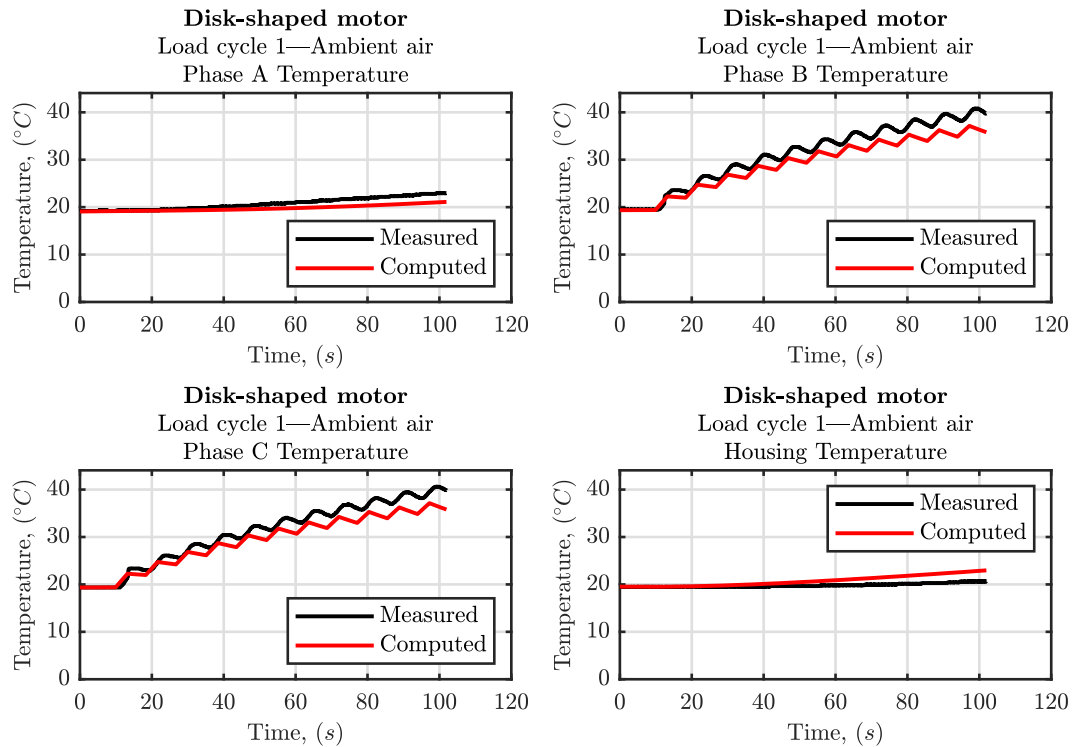 Disk-shaped motor
Load cycle 1—Ambient air
Phase A Temperature
Temperature, (°C)
40
30
20
10
0
0 20 40 60 80 100 120
Time, (s)
Measured
Computed
Disk-shaped motor
Load cycle 1—Ambient air
Phase B Temperature
Temperature, (°C)
40
30
20
10
0
0 20 40 60 80 100 120
Time, (s)
Measured
Computed
Disk-shaped motor
Load cycle 1—Ambient air
Phase C Temperature
Temperature, (°C)
40
30
20
10
0
0 20 40 60 80 100 120
Time, (s)
Measured
Computed
Disk-shaped motor
Load cycle 1—Ambient air
Housing Temperature
Temperature, (°C)
40
30
20
10
0
0 20 40 60 80 100 120
Time, (s)
Measured
Computed